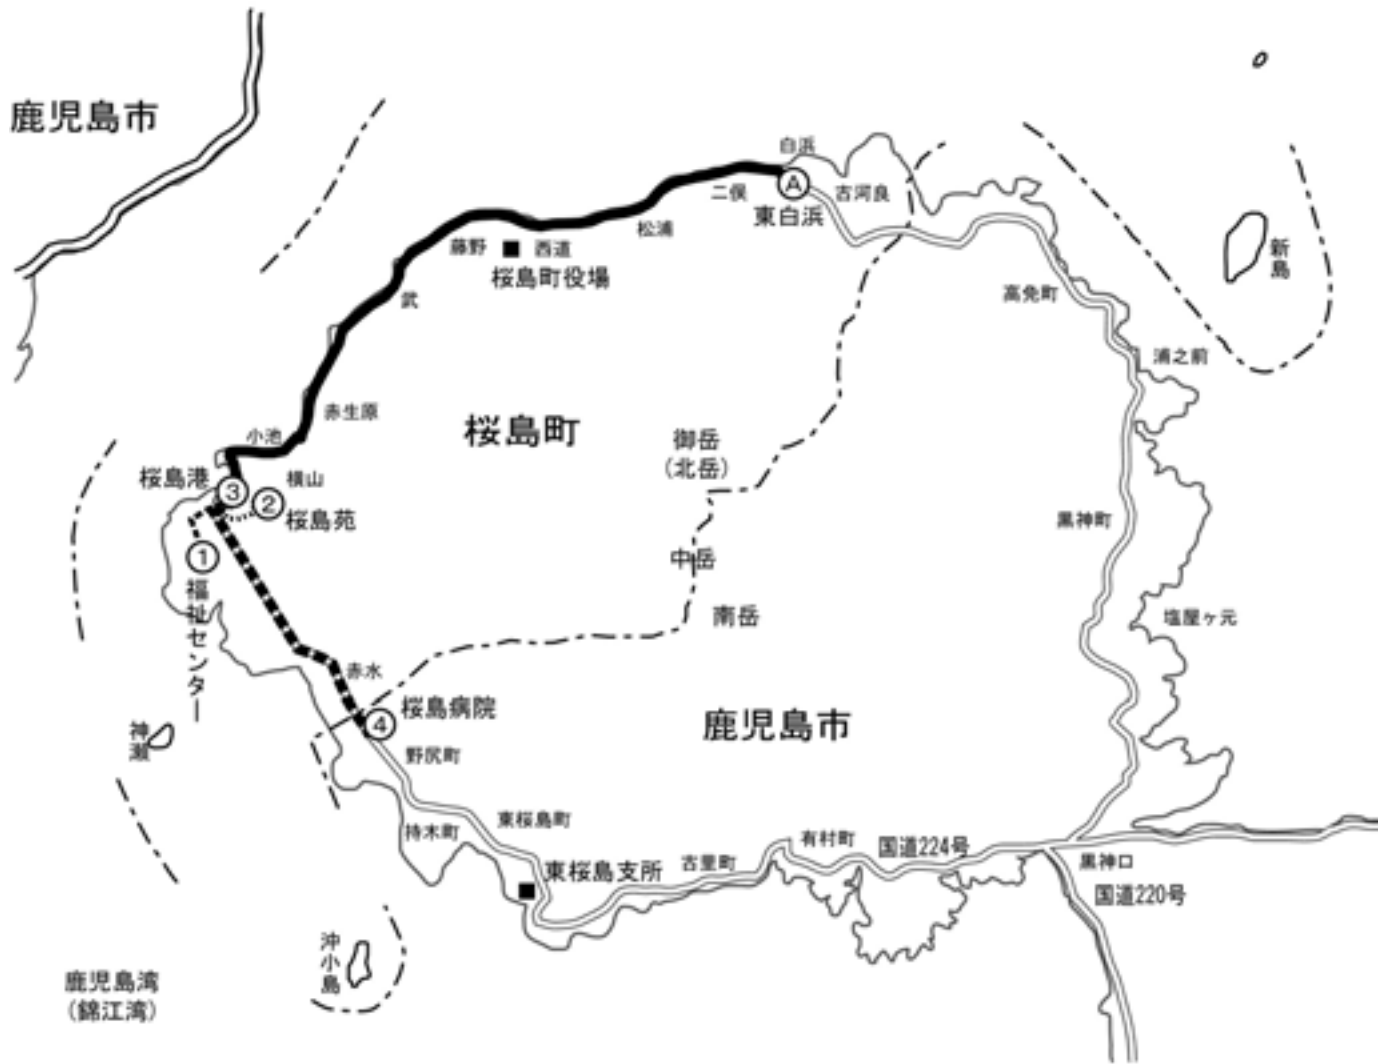 鹿児島市
白浜
Ⓐ
二俣
古河良
東白浜
松浦
藤野
西道
桜島町役場
新島
武
高免町
浦之前
赤生原
桜島町
小池
御岳
(北岳)
桜島港
③
横山
②
桜島苑
黒神町
①
中岳
福祉センター
南岳
塩屋ヶ元
赤水
桜島病院
④
鹿児島市
神瀬
野尻町
東桜島町
持木町
有村町
国道224号
古里町
黒神口
東桜島支所
国道220号
沖小島
鹿児島湾
(錦江湾)